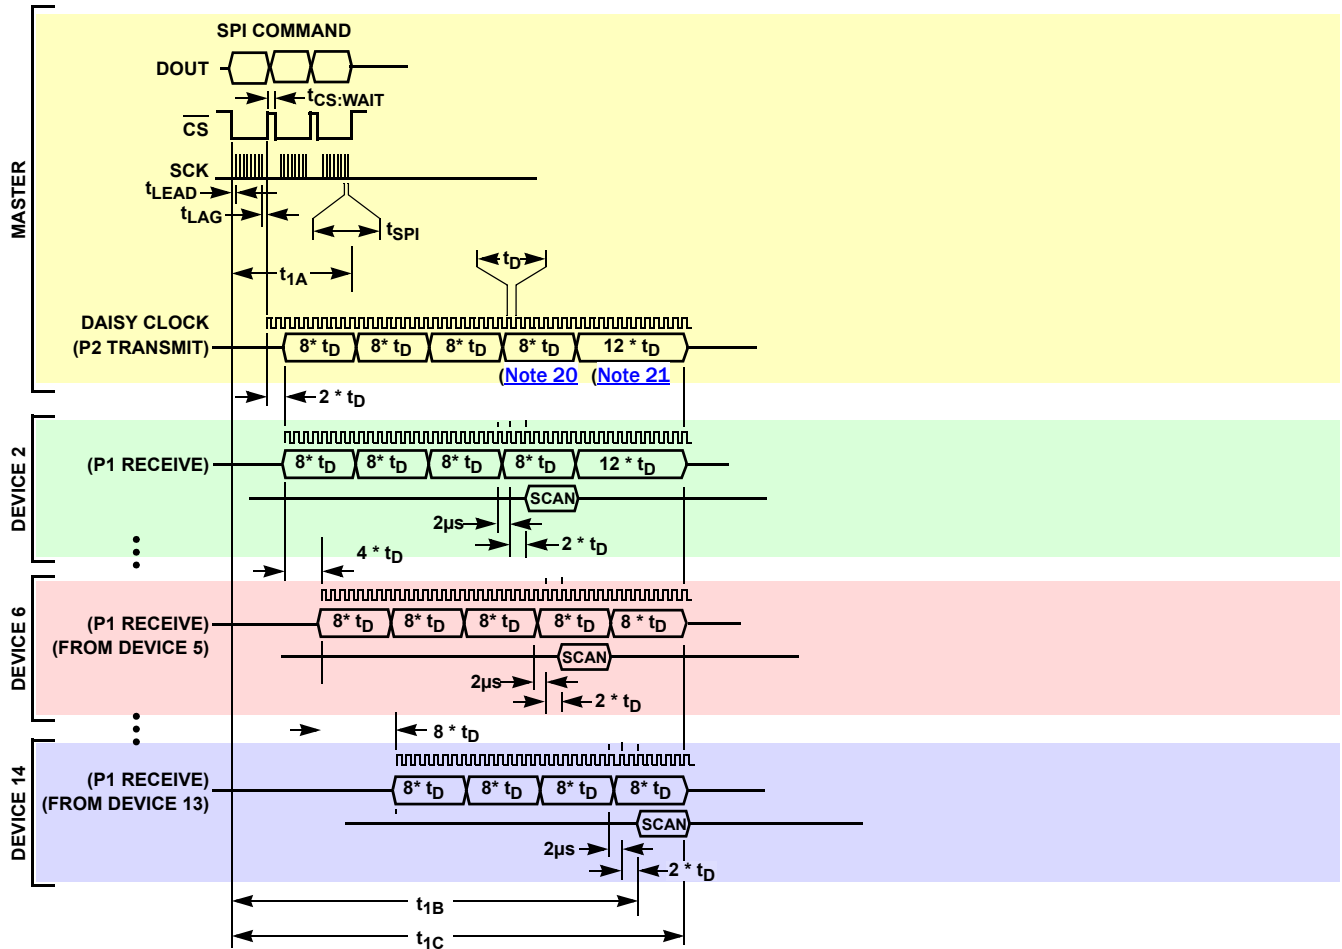 SPI COMMAND
DOUT
tCS:WAIT
CS
SCK
tLEAD
tLAG
tSPI
t1A
tD
MASTER
DAISY CLOCK
(P2 TRANSMIT)
8* tD 8* tD 8* tD 8* tD 12 * tD
(Note 20 (Note 21
2 * tD
DEVICE 2
(P1 RECEIVE)
8* tD 8* tD 8* tD 8* tD 12 * tD
SCAN
2µs
2 * tD
4 * tD
DEVICE 6
(P1 RECEIVE)
(FROM DEVICE 5)
8* tD 8* tD 8* tD 8* tD 8 * tD
SCAN
2µs
2 * tD
8 * tD
DEVICE 14
(P1 RECEIVE)
(FROM DEVICE 13)
8* tD 8* tD 8* tD 8* tD
SCAN
2µs
2 * tD
t1B
t1C